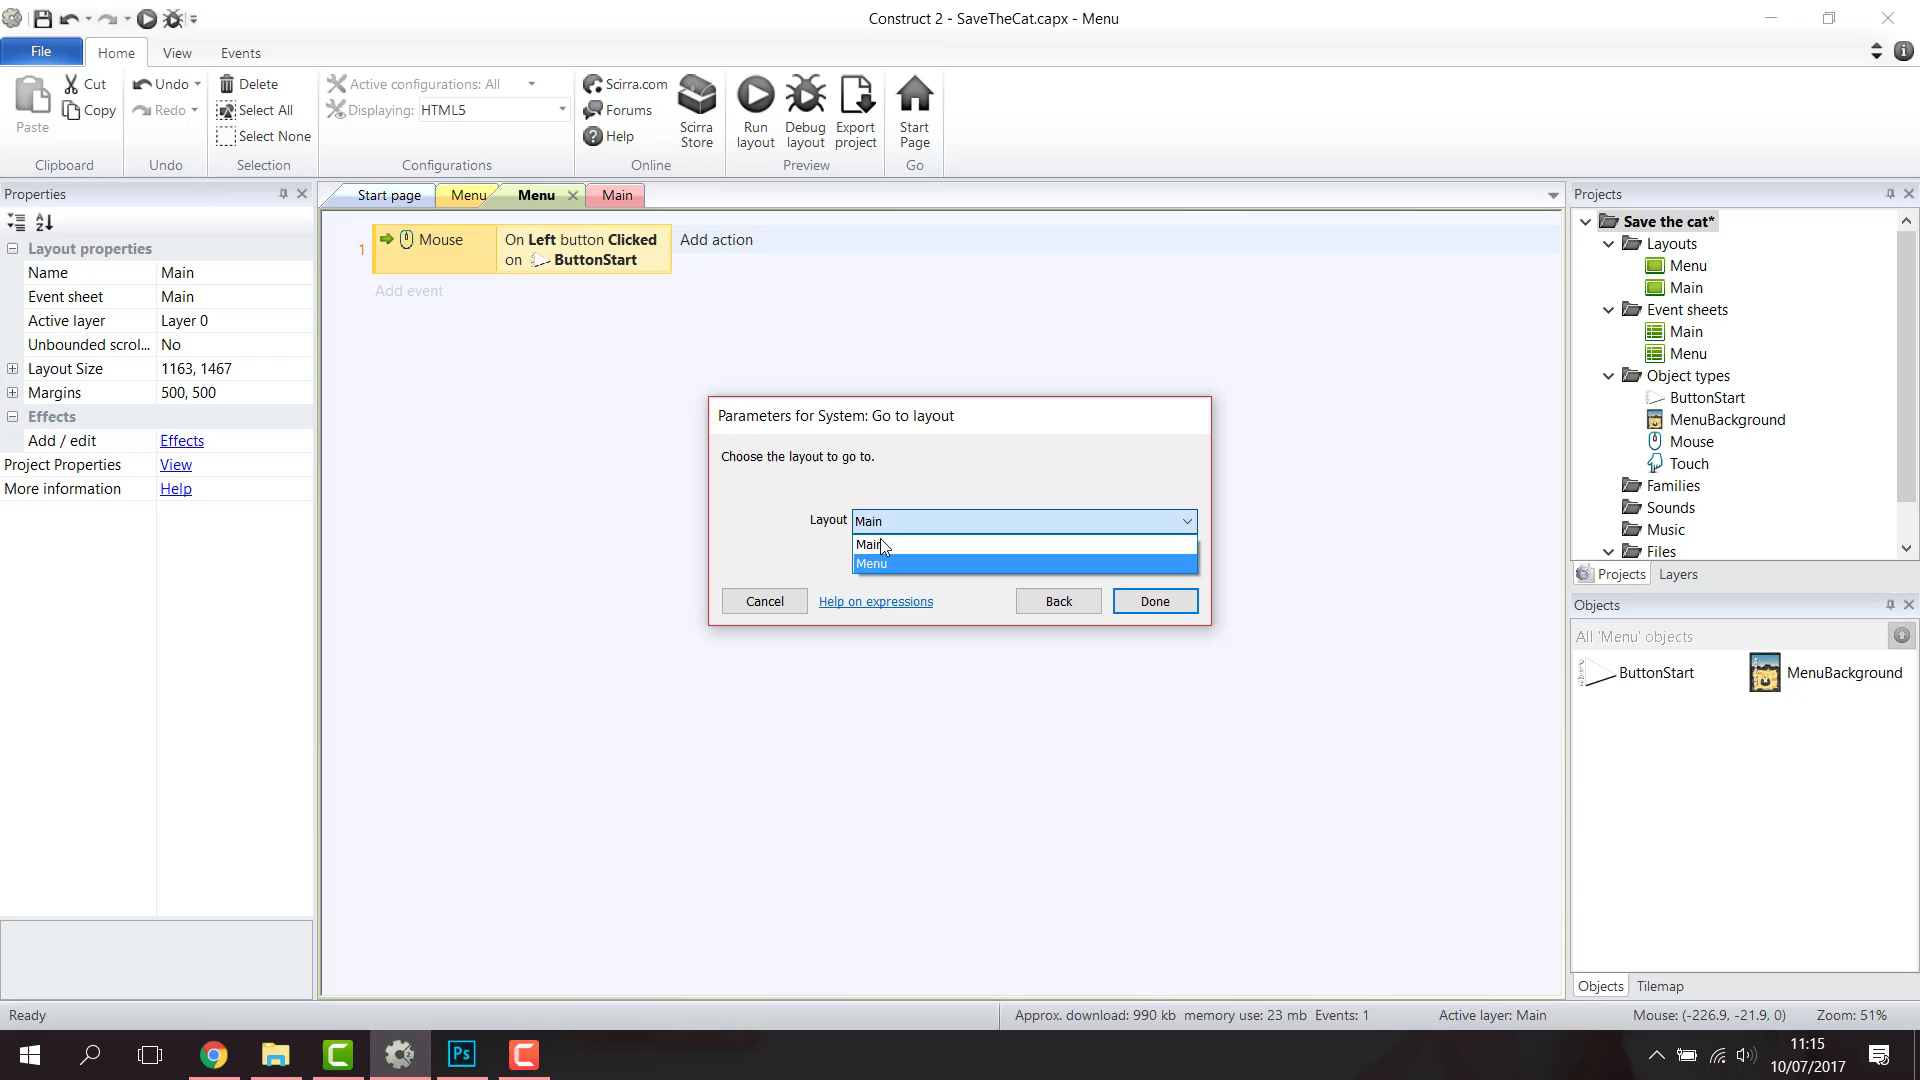 Construct 2 - SaveTheCat.capx - Menu
File
Home
View
Events
Paste
Cut
Copy
Clipboard
Undo
Redo
Undo
Delete
Select All
Select None
Selection
Active configurations: All
Displaying: HTML5
Configurations
Scirra.com
Forums
Help
Scirra
Store
Online
Run
layout
Debug
layout
Export
project
Preview
Start
Page
Go
Properties
Layout properties
Name Main
Event sheet Main
Active layer Layer 0
Unbounded scrol... No
Layout Size 1163, 1467
Margins 500, 500
Effects
Add / edit Effects
Project Properties View
More information Help
Start page
Menu
Menu
Main
1
Mouse
On Left button Clicked
on ButtonStart
Add action
Add event
Parameters for System: Go to layout
Choose the layout to go to.
Layout Main
Main
Menu
Cancel
Help on expressions
Back
Done
Projects
Save the cat*
Layouts
Menu
Main
Event sheets
Main
Menu
Object types
ButtonStart
MenuBackground
Mouse
Touch
Families
Sounds
Music
Files
Projects
Layers
Objects
All 'Menu' objects
ButtonStart
MenuBackground
Objects
Tilemap
Ready
Approx. download: 990 kb memory use: 23 mb Events: 1
Active layer: Main
Mouse: (-226.9, -21.9, 0)
Zoom: 51%
Ps
11:15
10/07/2017